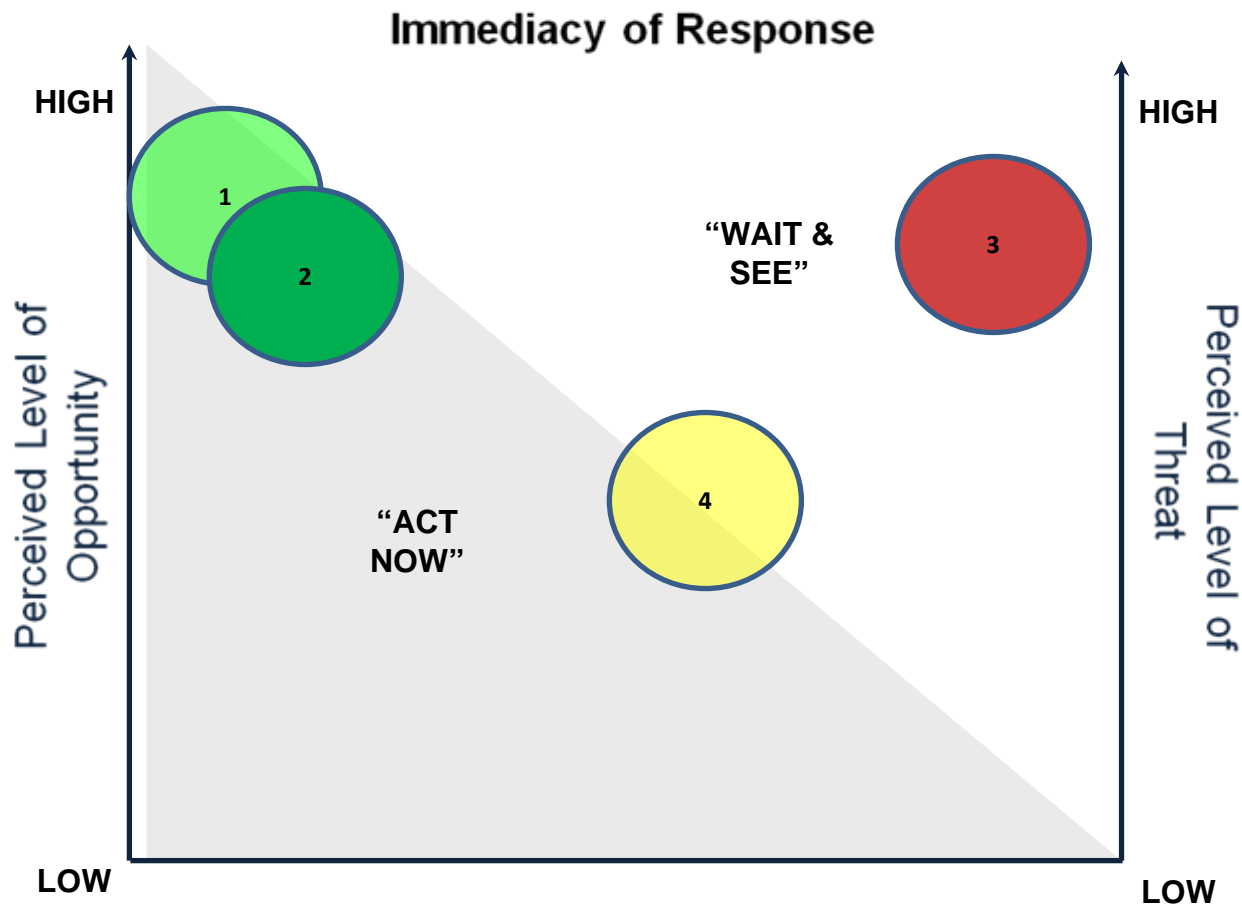 Immediacy of Response
HIGH
HIGH
1
2
3
“WAIT &
SEE”
Perceived Level of
Opportunity
Perceived Level of
Threat
4
“ACT
NOW”
LOW
LOW